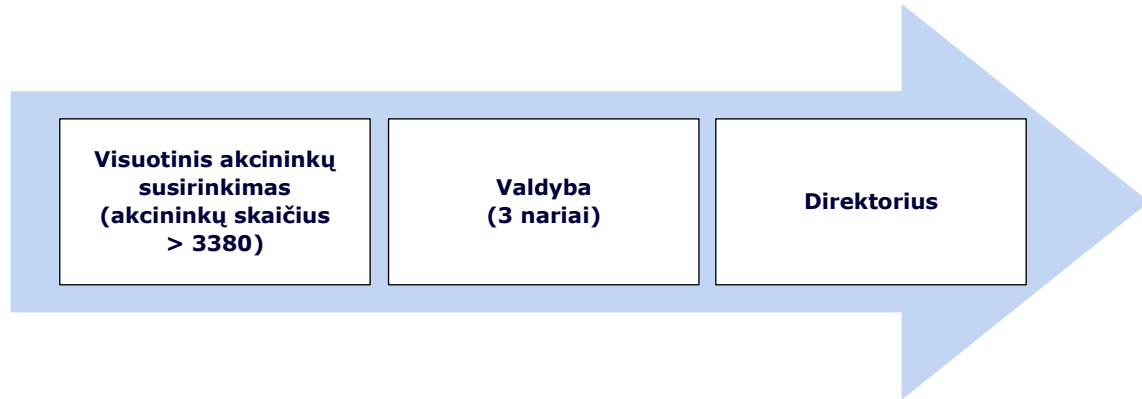 Visuotinis akcininkų
susirinkimas
(akcininkų skaičius
> 3380)
Valdyba
(3 nariai)
Direktorius